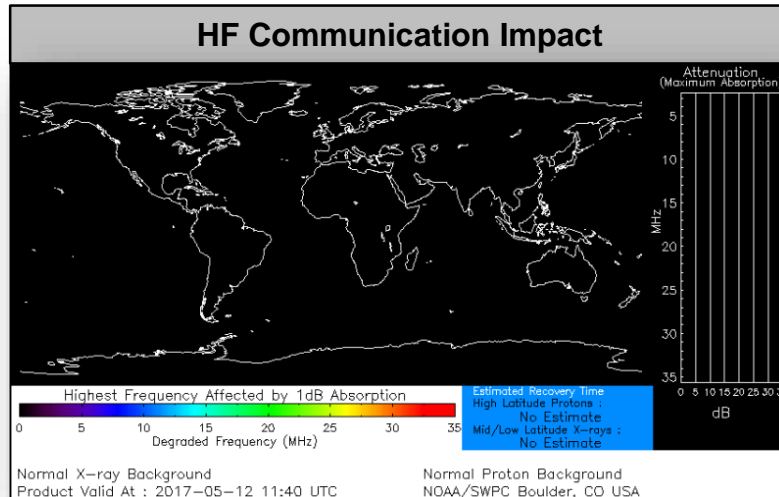 HF Communication Impact
Attenuation
(Maximum Absorption)
5
10
15
20
25
30
35
MHz
0 5 10 15 20 25 30
dB
Highest Frequency Affected by 1dB Absorption
0 5 10 15 20 25 30 35
Degraded Frequency (MHz)
Estimated Recovery Time
High Latitude Protons :
No Estimate
Mid/Low Latitude X-rays :
No Estimate
Normal X-ray Background
Product Valid At : 2017-05-12 11:40 UTC
Normal Proton Background
NOAA/SWPC Boulder, CO USA